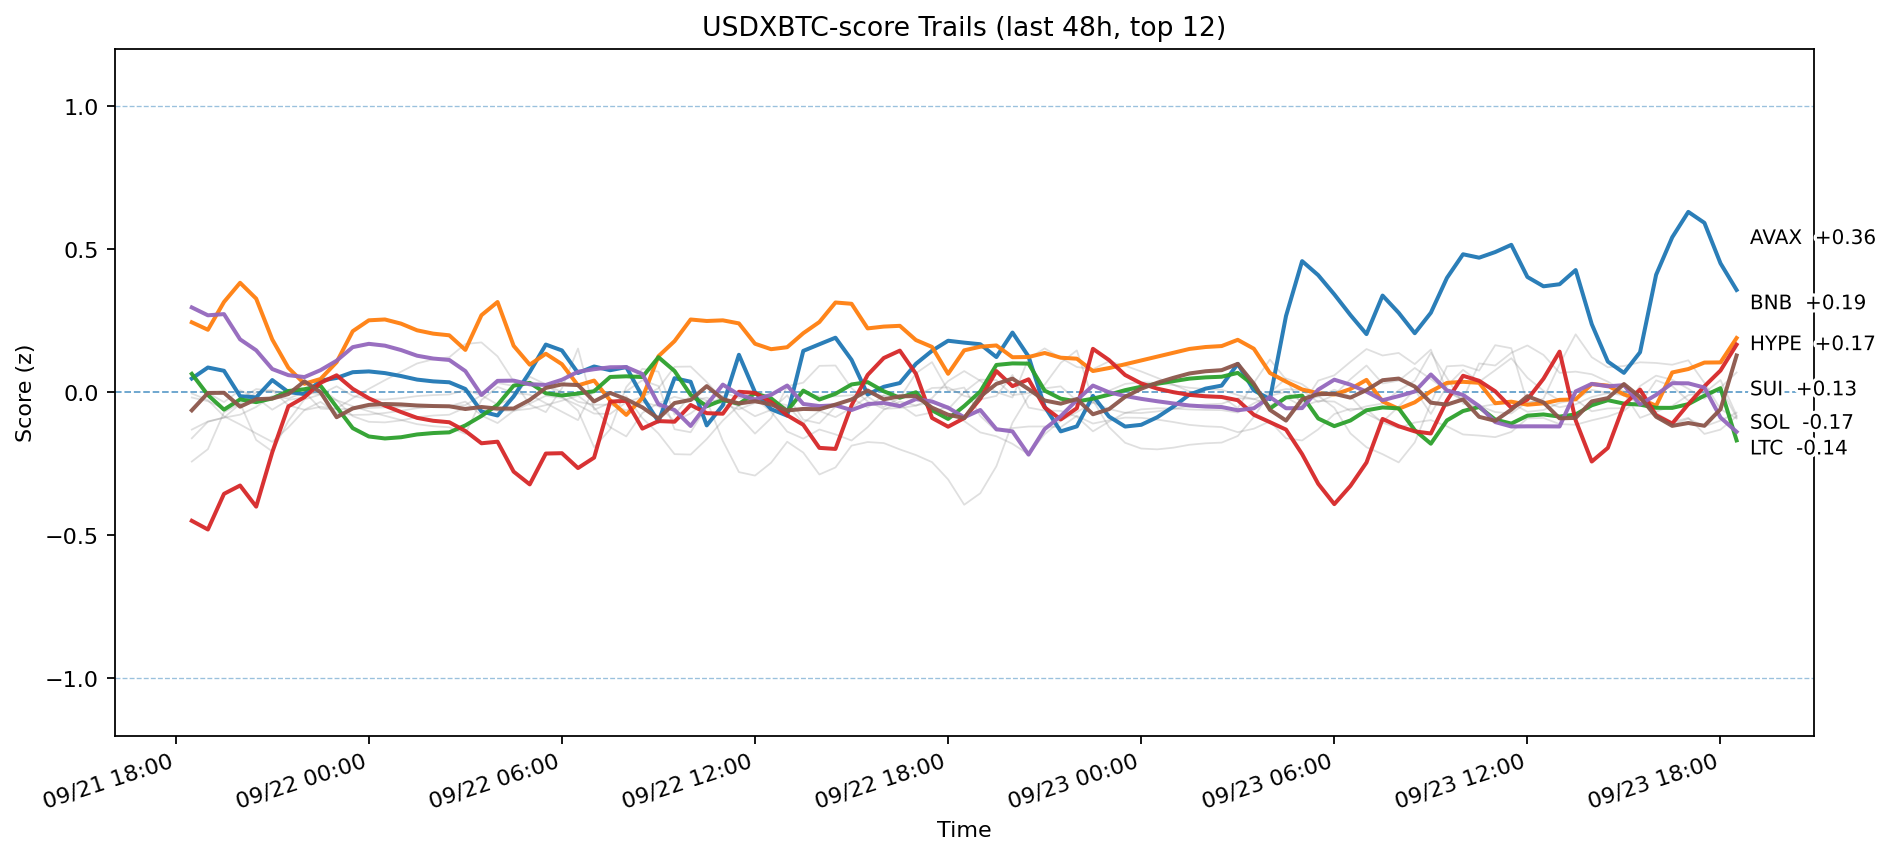 USDXBTC-score Trails (last 48h, top 12)
Score (z)
1.0
0.5
0.0
−0.5
−1.0
AVAX +0.36
BNB +0.19
HYPE +0.17
SUI +0.13
SOL -0.17
LTC -0.14
09/21 18:00
09/22 00:00
09/22 06:00
09/22 12:00
09/22 18:00
09/23 00:00
09/23 06:00
09/23 12:00
09/23 18:00
Time